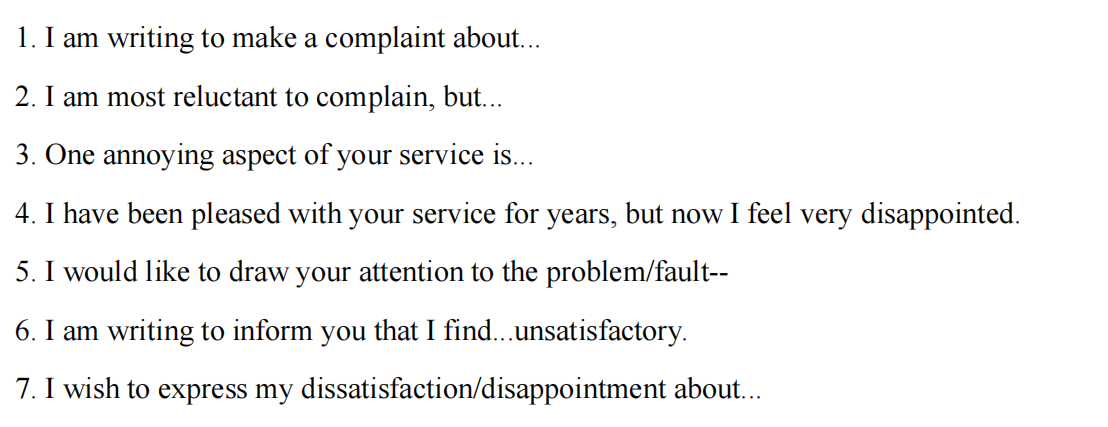 1. I am writing to make a complaint about...
2. I am most reluctant to complain, but...
3. One annoying aspect of your service is...
4. I have been pleased with your service for years, but now I feel very disappointed.
5. I would like to draw your attention to the problem/fault--
6. I am writing to inform you that I find...unsatisfactory.
7. I wish to express my dissatisfaction/disappointment about...